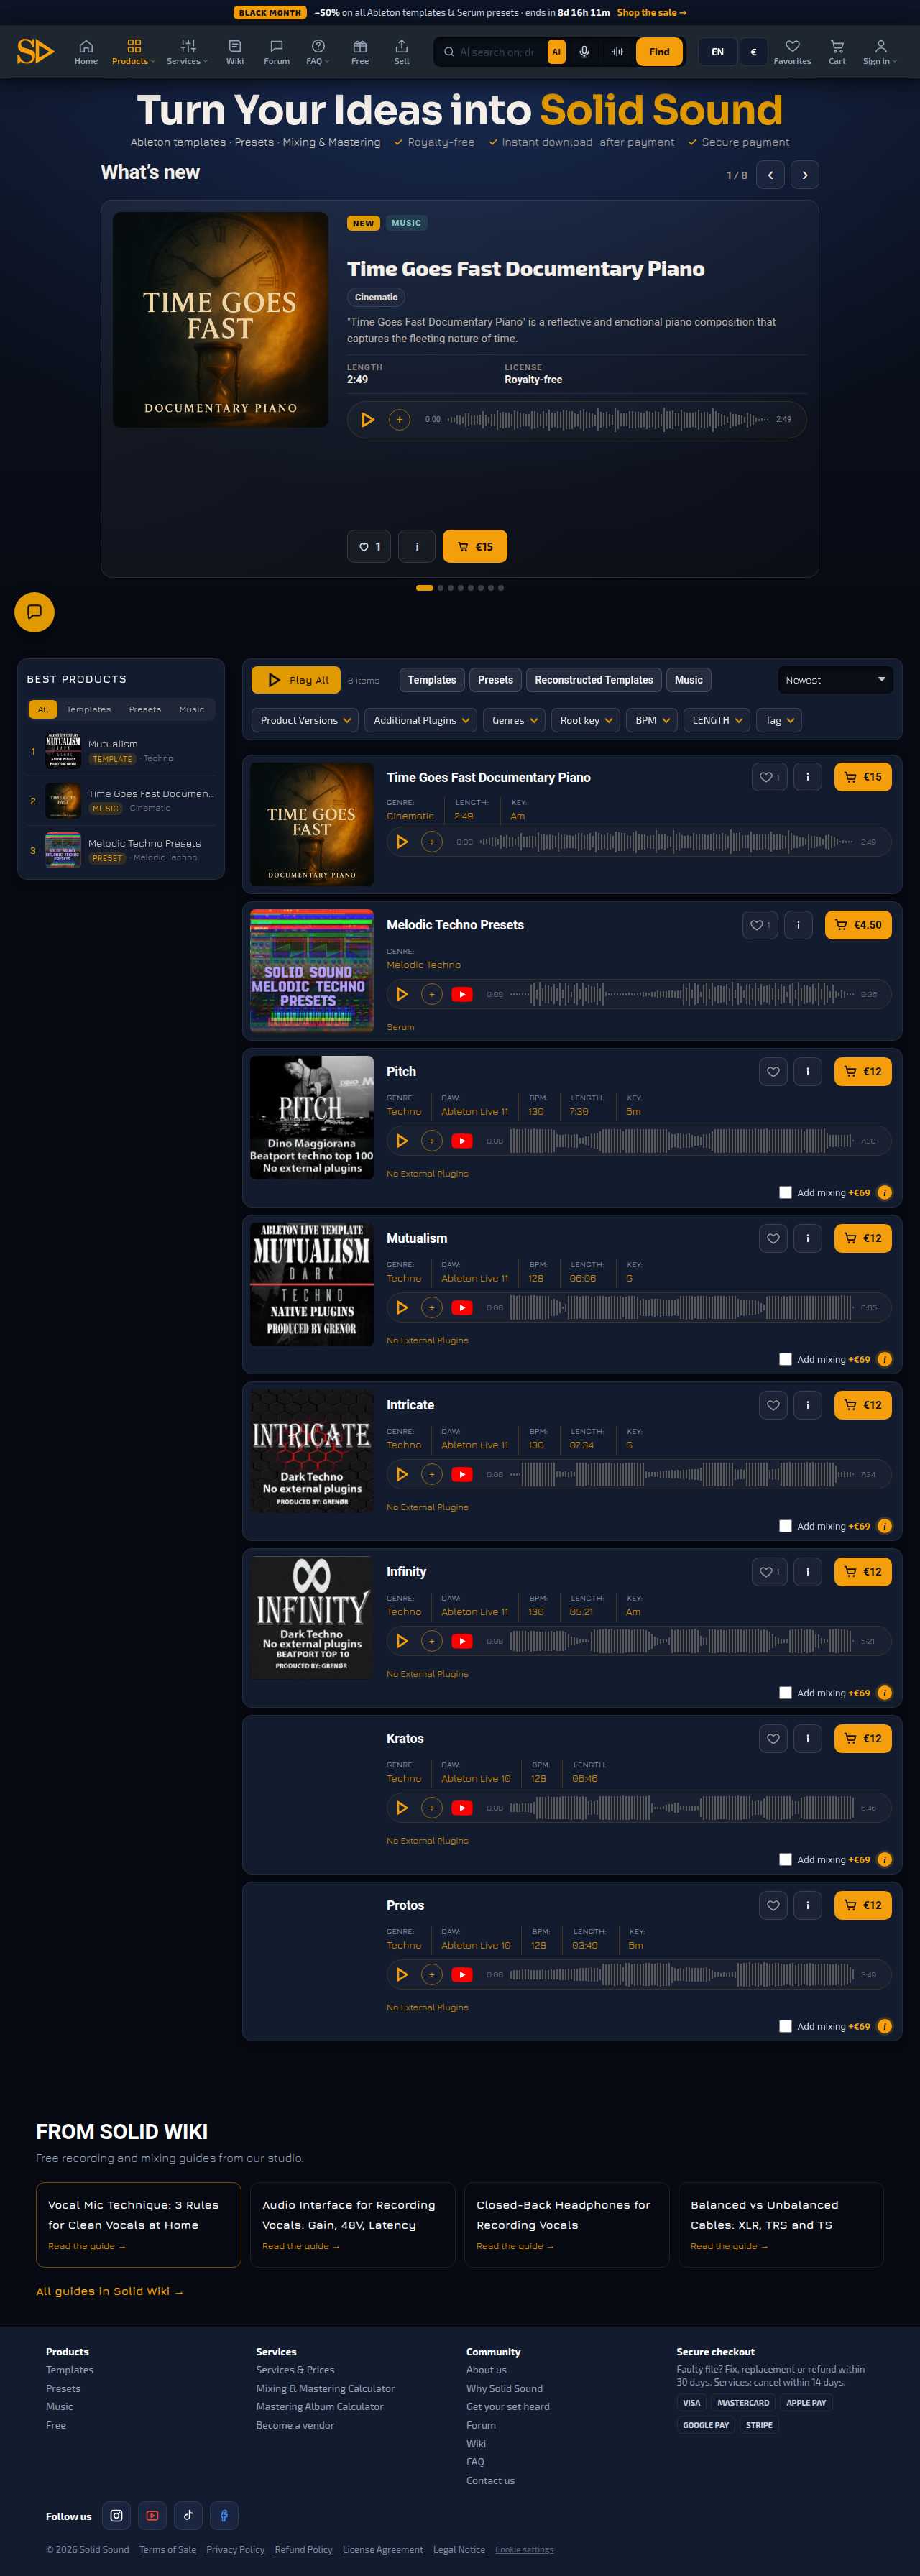 BLACK MONTH −50% on all Ableton templates & Serum presets · ends in 8d 16h 11m Shop the sale →
Home Products Services Wiki Forum FAQ Free Sell AI search on: de AI Find EN € Favorites Cart Sign in
Turn Your Ideas into Solid Sound
Ableton templates · Presets · Mixing & Mastering ✓ Royalty-free ✓ Instant download after payment ✓ Secure payment
What's new
1 / 8
TIME GOES
FAST
DOCUMENTARY PIANO
NEW MUSIC
Time Goes Fast Documentary Piano
Cinematic
"Time Goes Fast Documentary Piano" is a reflective and emotional piano composition that
captures the fleeting nature of time.
LENGTH LICENSE
2:49 Royalty-free
+ 0:00 2:49
1 i €15
BEST PRODUCTS
All Templates Presets Music
1 Mutualism
TEMPLATE · Techno
2 Time Goes Fast Documen...
MUSIC · Cinematic
3 Melodic Techno Presets
PRESET · Melodic Techno
Play All 8 items Templates Presets Reconstructed Templates Music Newest
Product Versions Additional Plugins Genres Root key BPM LENGTH Tag
TIME GOES
FAST
DOCUMENTARY PIANO
Time Goes Fast Documentary Piano 1 i €15
GENRE: LENGTH: KEY:
Cinematic 2:49 Am
+ 0:00 2:49
SOLID SOUND
MELODIC TECHNO
PRESETS
Melodic Techno Presets 1 i €4.50
GENRE:
Melodic Techno
+ 0:00 0:36
Serum
PITCH
Dino Maggiorana
Beatport techno top 100
No external plugins
Pitch i €12
GENRE: DAW: BPM: LENGTH: KEY:
Techno Ableton Live 11 130 7:30 Bm
+ 0:00 7:30
No External Plugins
Add mixing +€69 i
ABLETON LIVE TEMPLATE
MUTUALISM
DARK
TECHNO
NATIVE PLUGINS
PRODUCED BY GRENOR
Mutualism i €12
GENRE: DAW: BPM: LENGTH: KEY:
Techno Ableton Live 11 128 06:06 G
+ 0:00 6:05
No External Plugins
Add mixing +€69 i
INTRICATE
Dark Techno
No external plugins
PRODUCED BY: GRENØR
Intricate i €12
GENRE: DAW: BPM: LENGTH: KEY:
Techno Ableton Live 11 130 07:34 G
+ 0:00 7:34
No External Plugins
Add mixing +€69 i
INFINITY
Dark Techno
No external plugins
BEATPORT TOP 10
PRODUCED BY: GRENØR
Infinity 1 i €12
GENRE: DAW: BPM: LENGTH: KEY:
Techno Ableton Live 11 130 05:21 Am
+ 0:00 5:21
No External Plugins
Add mixing +€69 i
Kratos i €12
GENRE: DAW: BPM: LENGTH:
Techno Ableton Live 10 128 06:46
+ 0:00 6:46
No External Plugins
Add mixing +€69 i
Protos i €12
GENRE: DAW: BPM: LENGTH: KEY:
Techno Ableton Live 10 128 03:49 Bm
+ 0:00 3:49
No External Plugins
Add mixing +€69 i
FROM SOLID WIKI
Free recording and mixing guides from our studio.
Vocal Mic Technique: 3 Rules
for Clean Vocals at Home
Read the guide →
Audio Interface for Recording
Vocals: Gain, 48V, Latency
Read the guide →
Closed-Back Headphones for
Recording Vocals
Read the guide →
Balanced vs Unbalanced
Cables: XLR, TRS and TS
Read the guide →
All guides in Solid Wiki →
Products
Templates
Presets
Music
Free
Services
Services & Prices
Mixing & Mastering Calculator
Mastering Album Calculator
Become a vendor
Community
About us
Why Solid Sound
Get your set heard
Forum
Wiki
FAQ
Contact us
Secure checkout
Faulty file? Fix, replacement or refund within
30 days. Services: cancel within 14 days.
VISA MASTERCARD APPLE PAY
GOOGLE PAY STRIPE
Follow us
© 2026 Solid Sound Terms of Sale Privacy Policy Refund Policy License Agreement Legal Notice Cookie settings